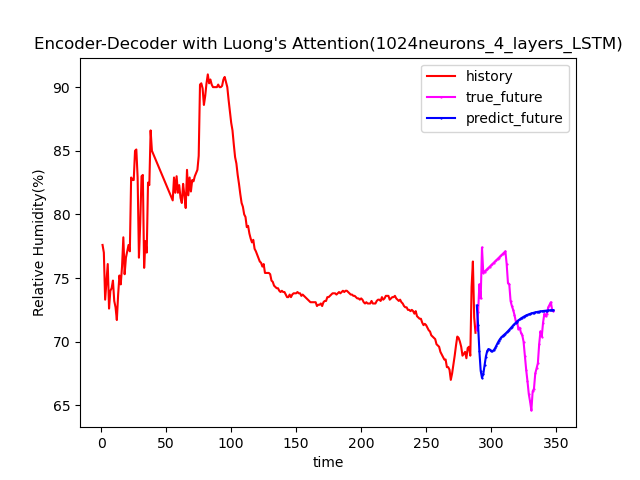 Encoder-Decoder with Luong's Attention(1024neurons_4_layers_LSTM)
history
true_future
predict_future
Relative Humidity(%)
90
85
80
75
70
65
0 50 100 150 200 250 300 350
time